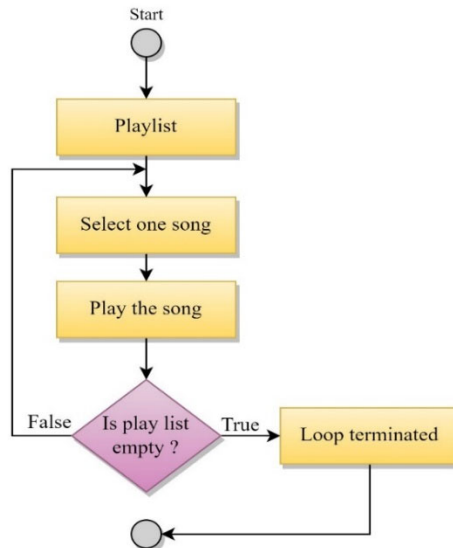 Start
Playlist
Select one song
Play the song
Is play list
empty ?
False
True
Loop terminated